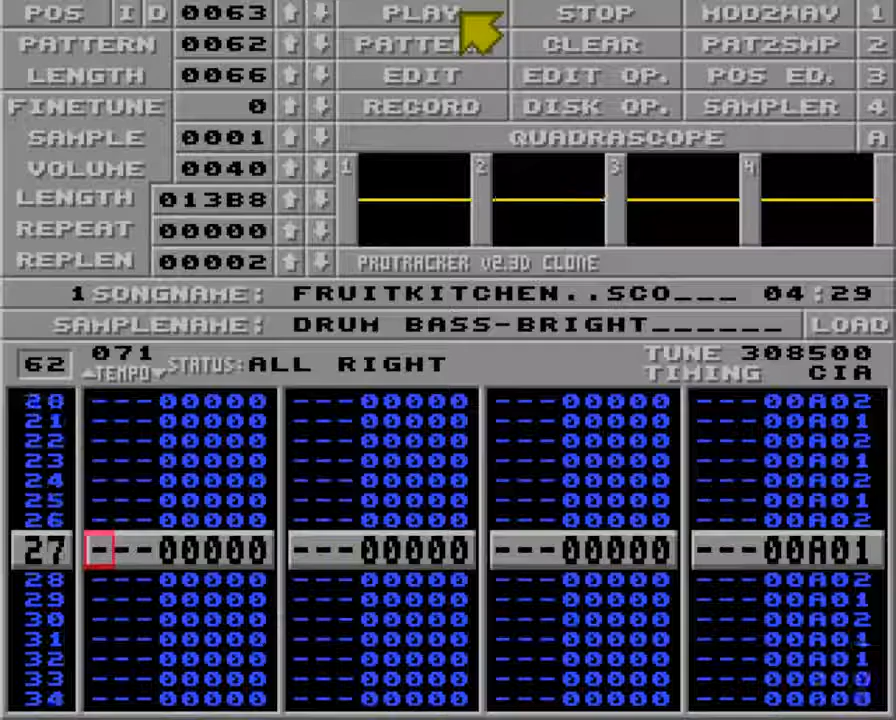 POS I D 0063 PLAY STOP MOD2WAV 1
PATTERN 0062 CLEAR PAT2SMP 2
LENGTH 0066 EDIT EDIT OP. POS ED. 3
FINETUNE 0 RECORD DISK OP. SAMPLER 4
SAMPLE 0001 QUADRASCOPE A
VOLUME 0040 1 2 3 4
LENGTH 013B8
REPEAT 00000
REPLEN 00002 PROTRACKER V2.3D CLONE
1 SONGNAME: FRUITKITCHEN..SCO___ 04:29
SAMPLENAME: DRUM BASS-BRIGHT______ LOAD
62 071 TEMPO STATUS: ALL RIGHT TUNE 308500
TIMING CIA
20 ---00000 ---00000 ---00000 ---00A02
21 ---00000 ---00000 ---00000 ---00A01
22 ---00000 ---00000 ---00000 ---00A02
23 ---00000 ---00000 ---00000 ---00A01
24 ---00000 ---00000 ---00000 ---00A02
25 ---00000 ---00000 ---00000 ---00A01
26 ---00000 ---00000 ---00000 ---00A02
27 ---00000 ---00000 ---00000 ---00A01
28 ---00000 ---00000 ---00000 ---00A02
29 ---00000 ---00000 ---00000 ---00A01
30 ---00000 ---00000 ---00000 ---00A02
31 ---00000 ---00000 ---00000 ---00A01
32 ---00000 ---00000 ---00000 ---00A01
33 ---00000 ---00000 ---00000 ---00A01
34 ---00000 ---00000 ---00000 ---00A00